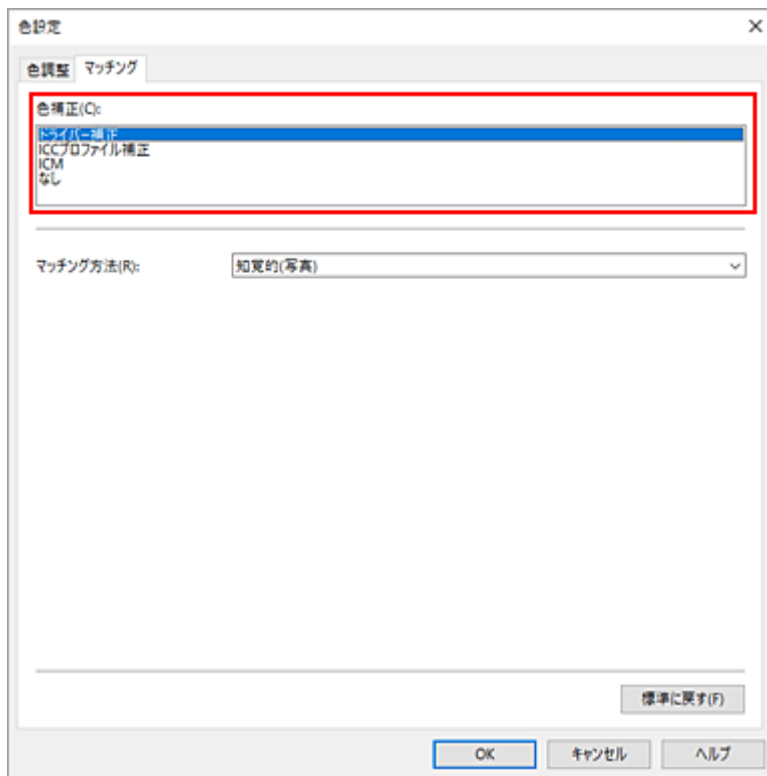 色設定
色調整 マッチング
色補正(C):
ドライバー補正
ICCプロファイル補正
ICM
なし
マッチング方法(R): 知覚的(写真)
標準に戻す(F)
OK キャンセル ヘルプ